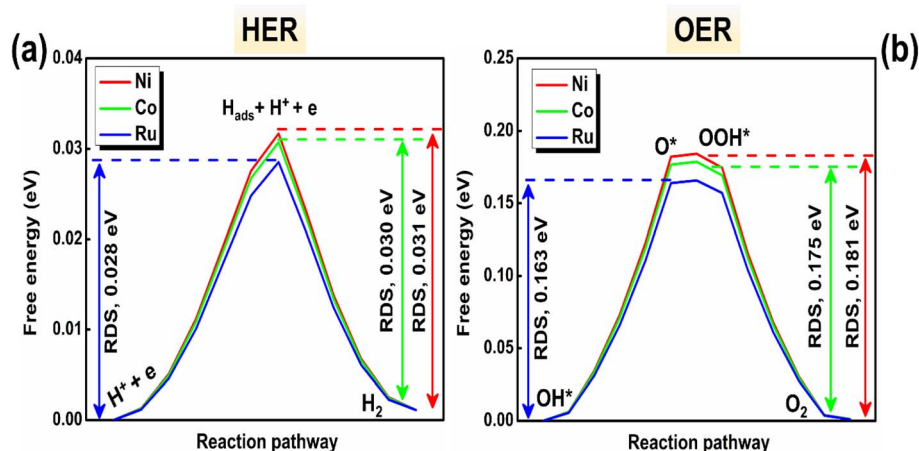 HER
OER
(a)
(b)
0.04
0.03
0.02
0.01
0.00
Free energy (eV)
Ni
Co
Ru
H_ads + H⁺ + e
RDS, 0.028 eV
RDS, 0.030 eV
RDS, 0.031 eV
H⁺ + e
H₂
Reaction pathway
0.25
0.20
0.15
0.10
0.05
0.00
Free energy (eV)
Ni
Co
Ru
O*
OOH*
RDS, 0.163 eV
RDS, 0.175 eV
RDS, 0.181 eV
OH*
O₂
Reaction pathway